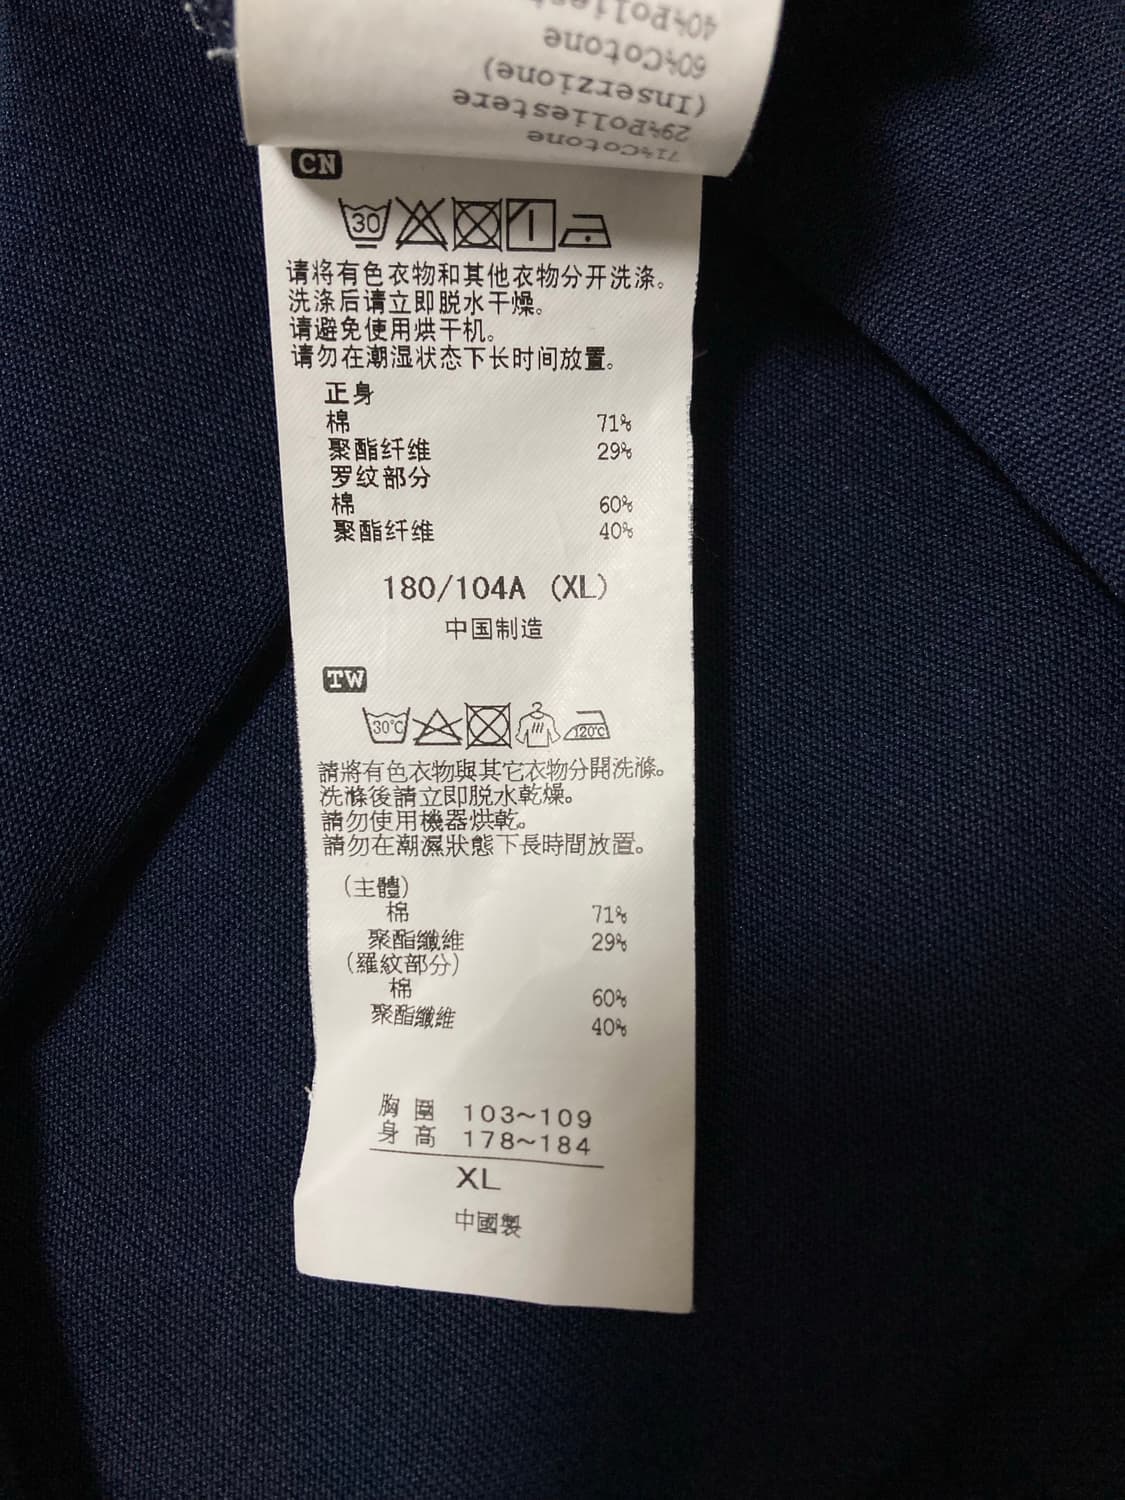 40%Poliest
60%Cotone
(Inserzione)
29%Poliestere
71%Cotone
CN
30
请将有色衣物和其他衣物分开洗涤。
洗涤后请立即脱水干燥。
请避免使用烘干机。
请勿在潮湿状态下长时间放置。
正身
棉 71%
聚酯纤维 29%
罗纹部分
棉 60%
聚酯纤维 40%
180/104A (XL)
中国制造
TW
30℃ 120℃
請將有色衣物與其它衣物分開洗滌。
洗滌後請立即脱水乾燥。
請勿使用機器烘乾。
請勿在潮濕狀態下長時間放置。
(主體)
棉 71%
聚酯纖維 29%
(羅紋部分)
棉 60%
聚酯纖維 40%
胸圍 103~109
身高 178~184
XL
中國製